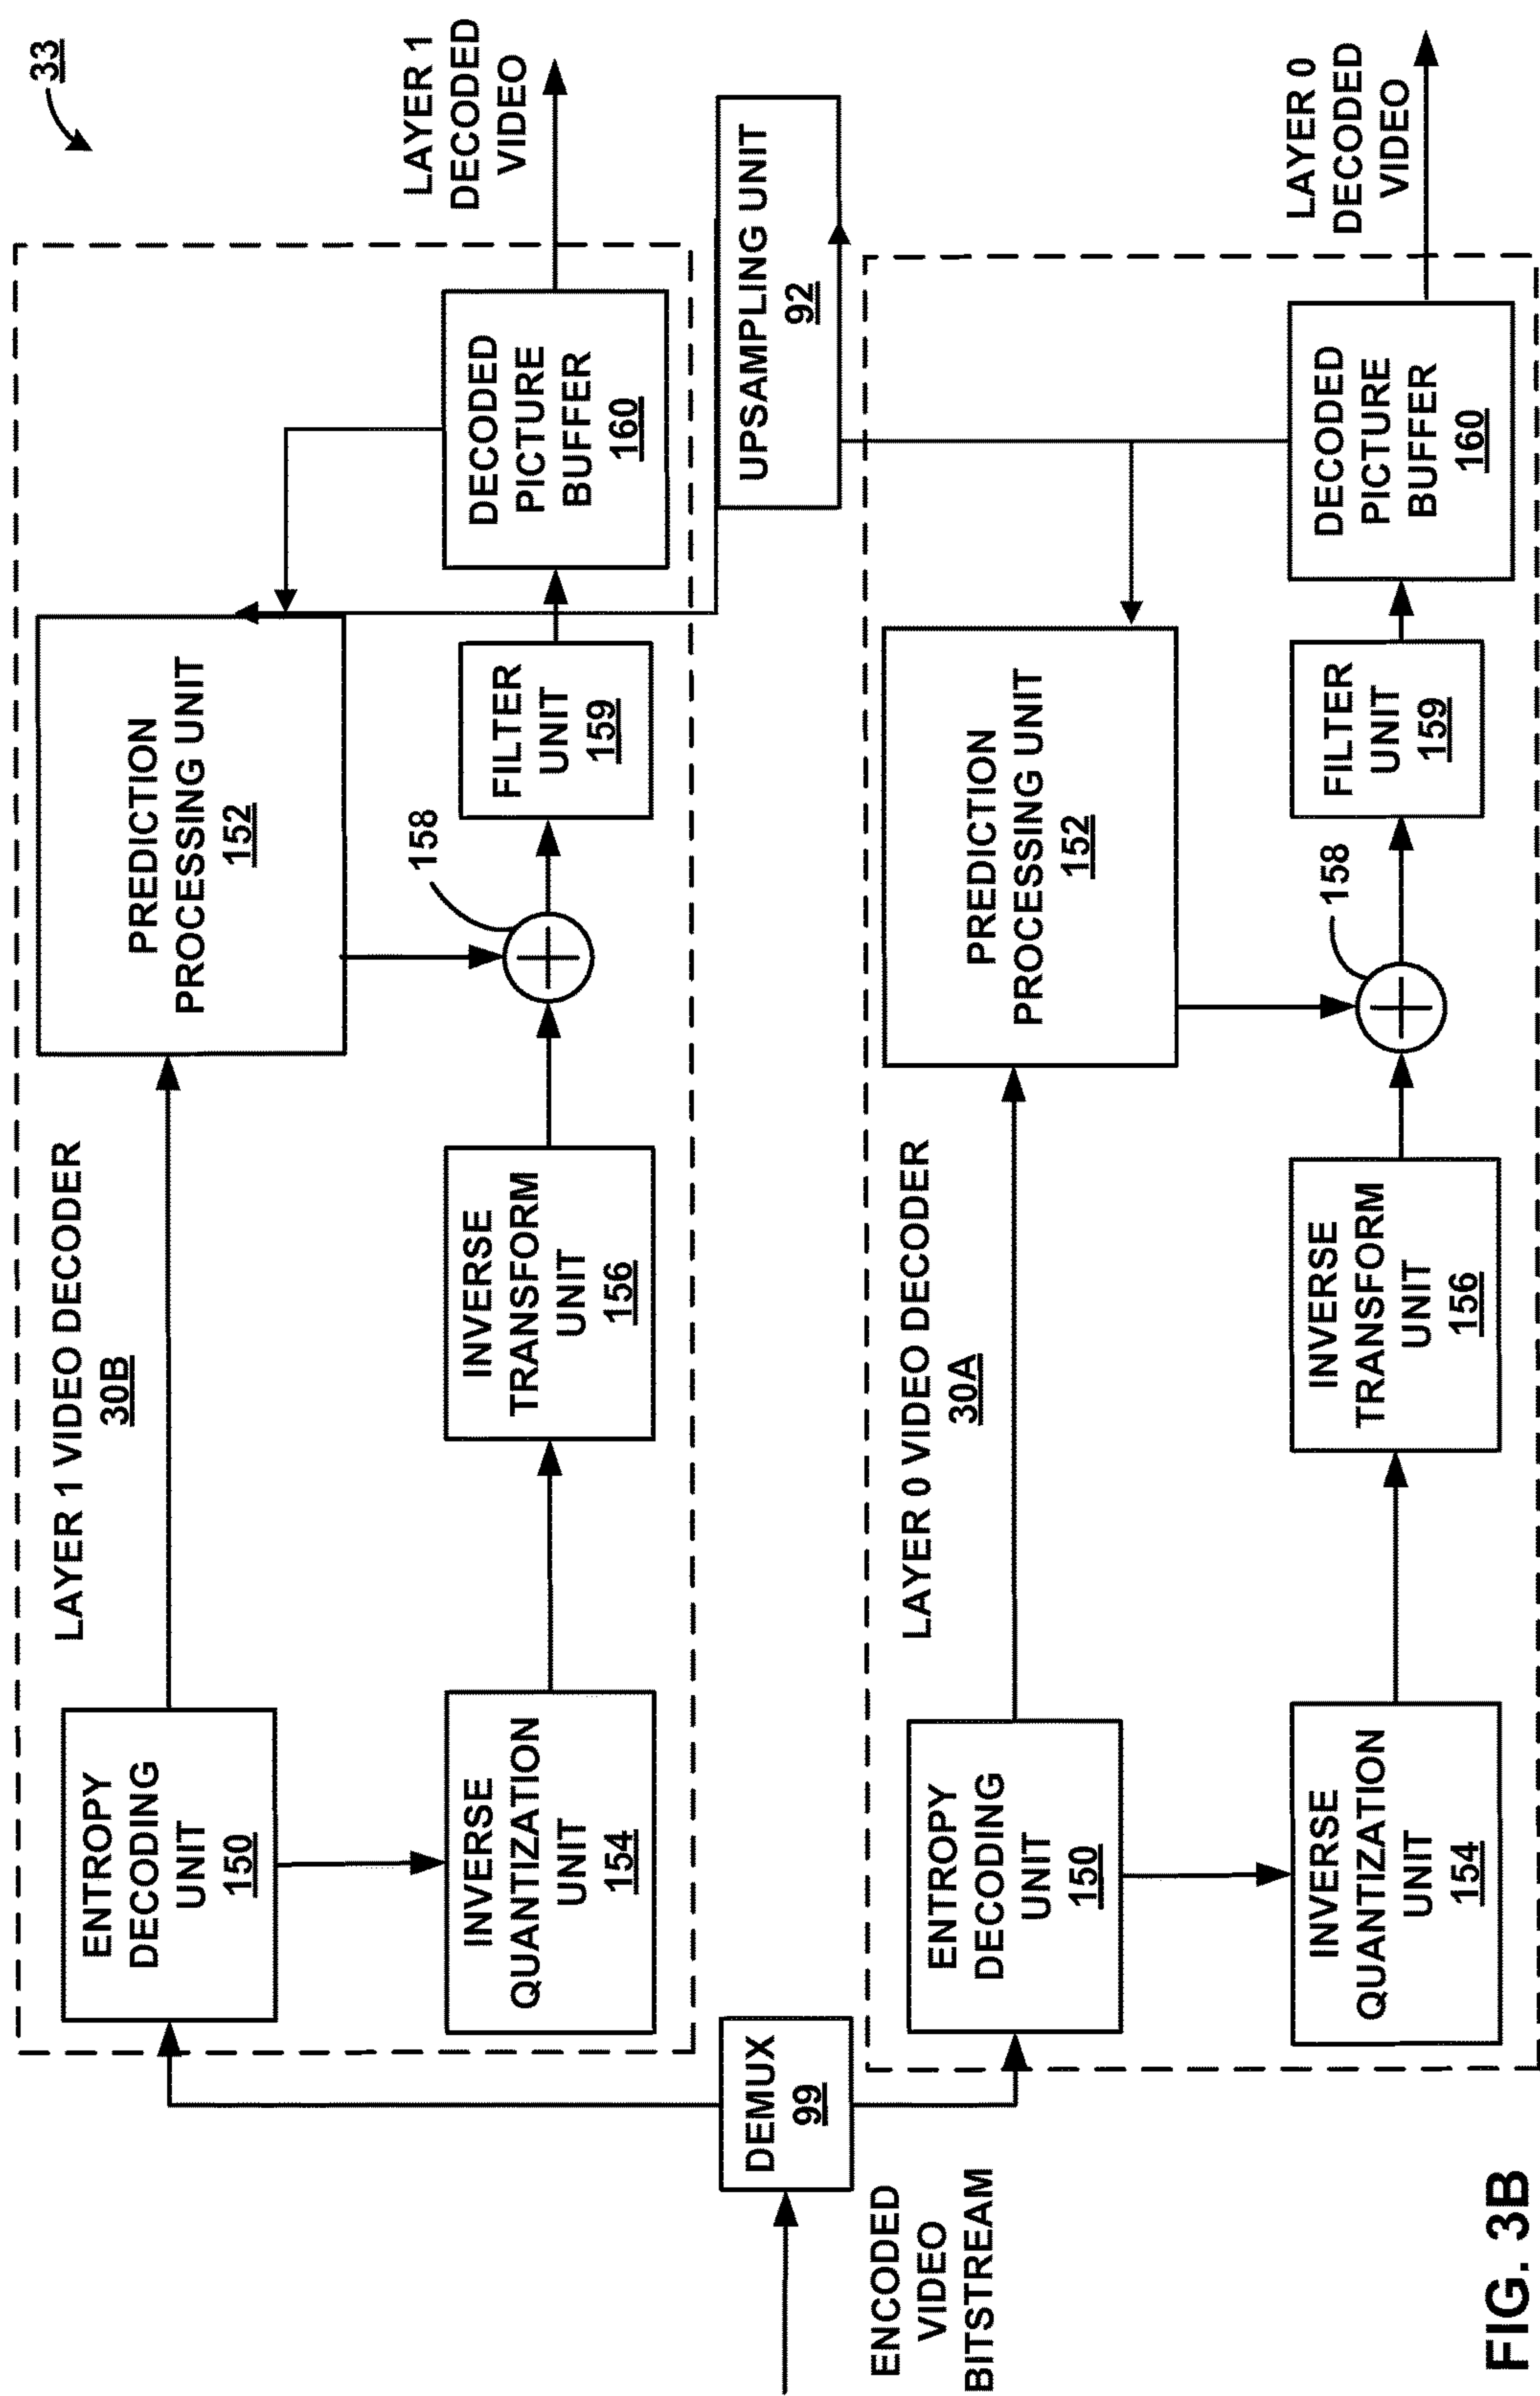 33
LAYER 1 VIDEO DECODER
30B
ENTROPY
DECODING
UNIT
150
PREDICTION
PROCESSING UNIT
152
INVERSE
QUANTIZATION
UNIT
154
INVERSE
TRANSFORM
UNIT
156
158
FILTER
UNIT
159
DECODED
PICTURE
BUFFER
160
LAYER 1
DECODED
VIDEO
DEMUX
99
ENCODED
VIDEO
BITSTREAM
UPSAMPLING UNIT
92
LAYER 0 VIDEO DECODER
30A
ENTROPY
DECODING
UNIT
150
PREDICTION
PROCESSING UNIT
152
INVERSE
QUANTIZATION
UNIT
154
INVERSE
TRANSFORM
UNIT
156
158
FILTER
UNIT
159
DECODED
PICTURE
BUFFER
160
LAYER 0
DECODED
VIDEO
FIG. 3B